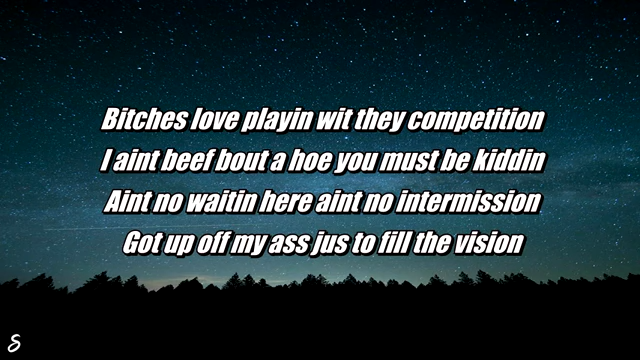 Bitches love playin wit they competition
I aint beef bout a hoe you must be kiddin
Aint no waitin here aint no intermission
Got up off my ass jus to fill the vision
S